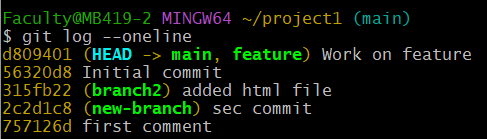 Faculty@MB419-2 MINGW64 ~/project1 (main)
$ git log --oneline
d809401 (HEAD -> main, feature) Work on feature
56320d8 Initial commit
315fb22 (branch2) added html file
2c2d1c8 (new-branch) sec commit
757126d first comment